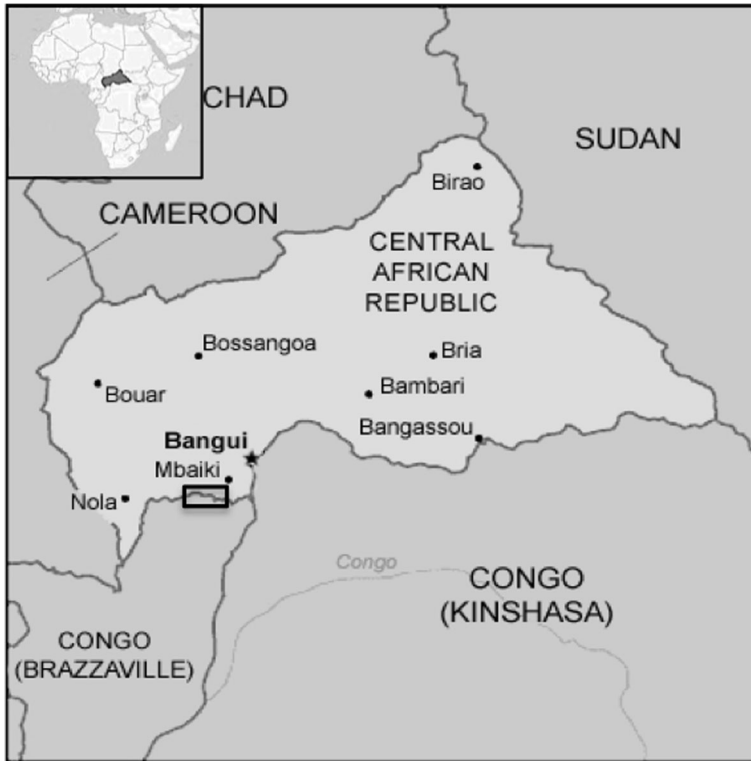 CHAD
SUDAN
Birao
CAMEROON
CENTRAL
AFRICAN
REPUBLIC
Bossangoa
Bria
Bouar
Bambari
Bangassou
Bangui
Mbaiki
Nola
Congo
CONGO
(KINSHASA)
CONGO
(BRAZZAVILLE)